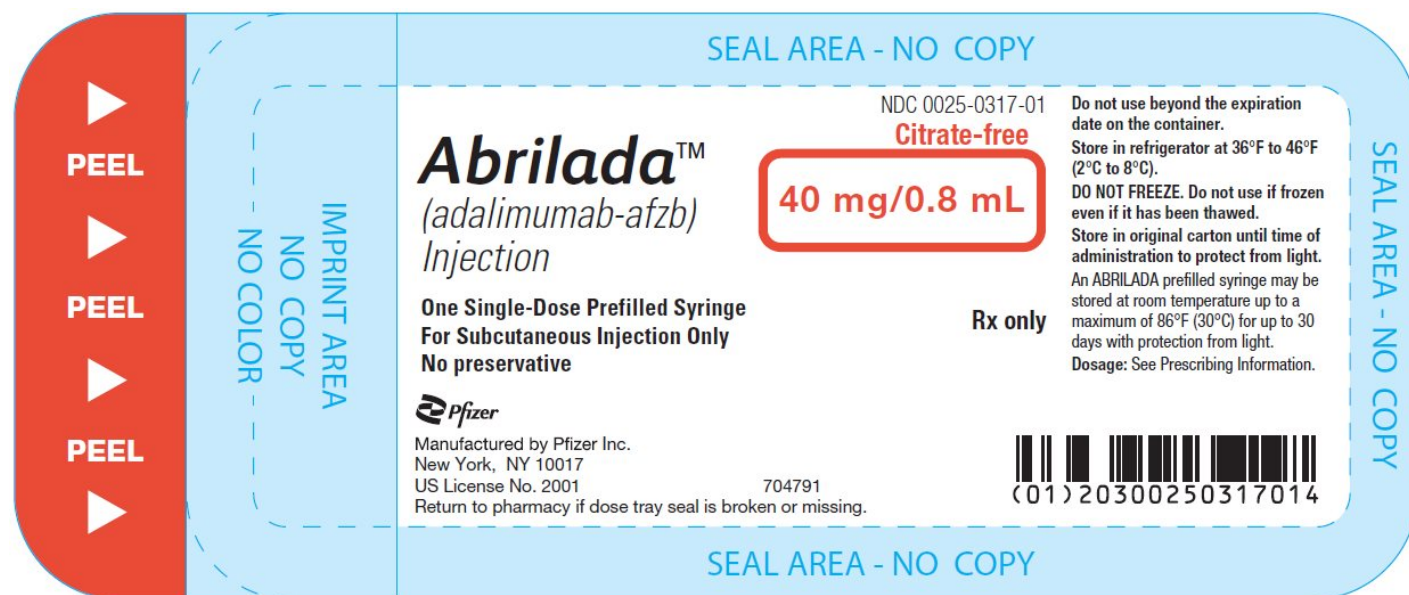 SEAL AREA - NO COPY
PEEL
PEEL
PEEL
IMPRINT AREA
NO COPY
NO COLOR
NDC 0025-0317-01
Citrate-free
Abrilada™
40 mg/0.8 mL
(adalimumab-afzb)
Injection
One Single-Dose Prefilled Syringe
For Subcutaneous Injection Only
No preservative
Rx only
Pfizer
Manufactured by Pfizer Inc.
New York, NY 10017
US License No. 2001 704791
Return to pharmacy if dose tray seal is broken or missing.
Do not use beyond the expiration
date on the container.
Store in refrigerator at 36°F to 46°F
(2°C to 8°C).
DO NOT FREEZE. Do not use if frozen
even if it has been thawed.
Store in original carton until time of
administration to protect from light.
An ABRILADA prefilled syringe may be
stored at room temperature up to a
maximum of 86°F (30°C) for up to 30
days with protection from light.
Dosage: See Prescribing Information.
(01)20300250317014
SEAL AREA - NO COPY
SEAL AREA - NO COPY